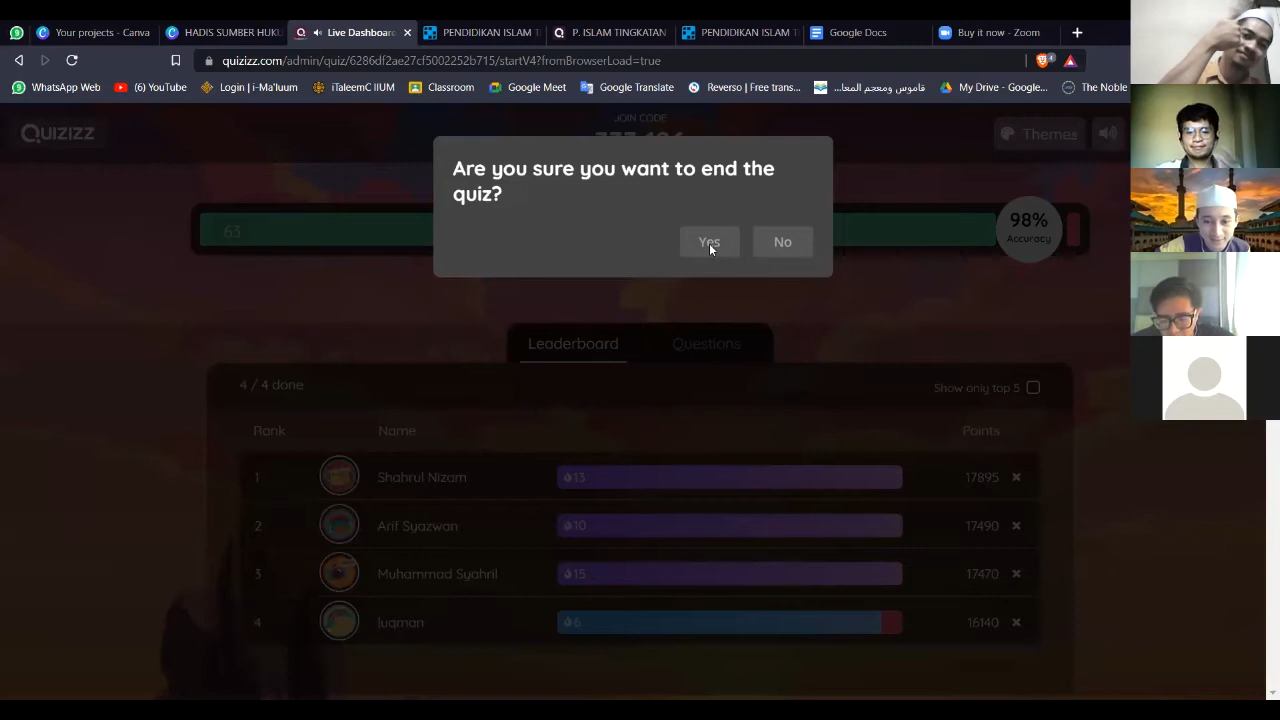 Your projects - Canva
HADIS SUMBER HUKU
Live Dashboard
PENDIDIKAN ISLAM T
P. ISLAM TINGKATAN
PENDIDIKAN ISLAM T
Google Docs
Buy it now - Zoom
quizizz.com/admin/quiz/6286df2ae27cf5002252b715/startV4?fromBrowserLoad=true
4
WhatsApp Web
(6) YouTube
Login | i-Ma'luum
iTaleemC IIUM
Classroom
Google Meet
Google Translate
Reverso | Free trans...
قاموس ومعجم المعا...
My Drive - Google...
The Noble
Quizizz
JOIN CODE
Themes
Are you sure you want to end the
quiz?
Yes
No
63
98%
Accuracy
Leaderboard
Questions
4 / 4 done
Show only top 5
Rank
Name
Points
1 Shahrul Nizam 13 17895
2 Arif Syazwan 10 17490
3 Muhammad Syahril 15 17470
4 luqman 6 16140